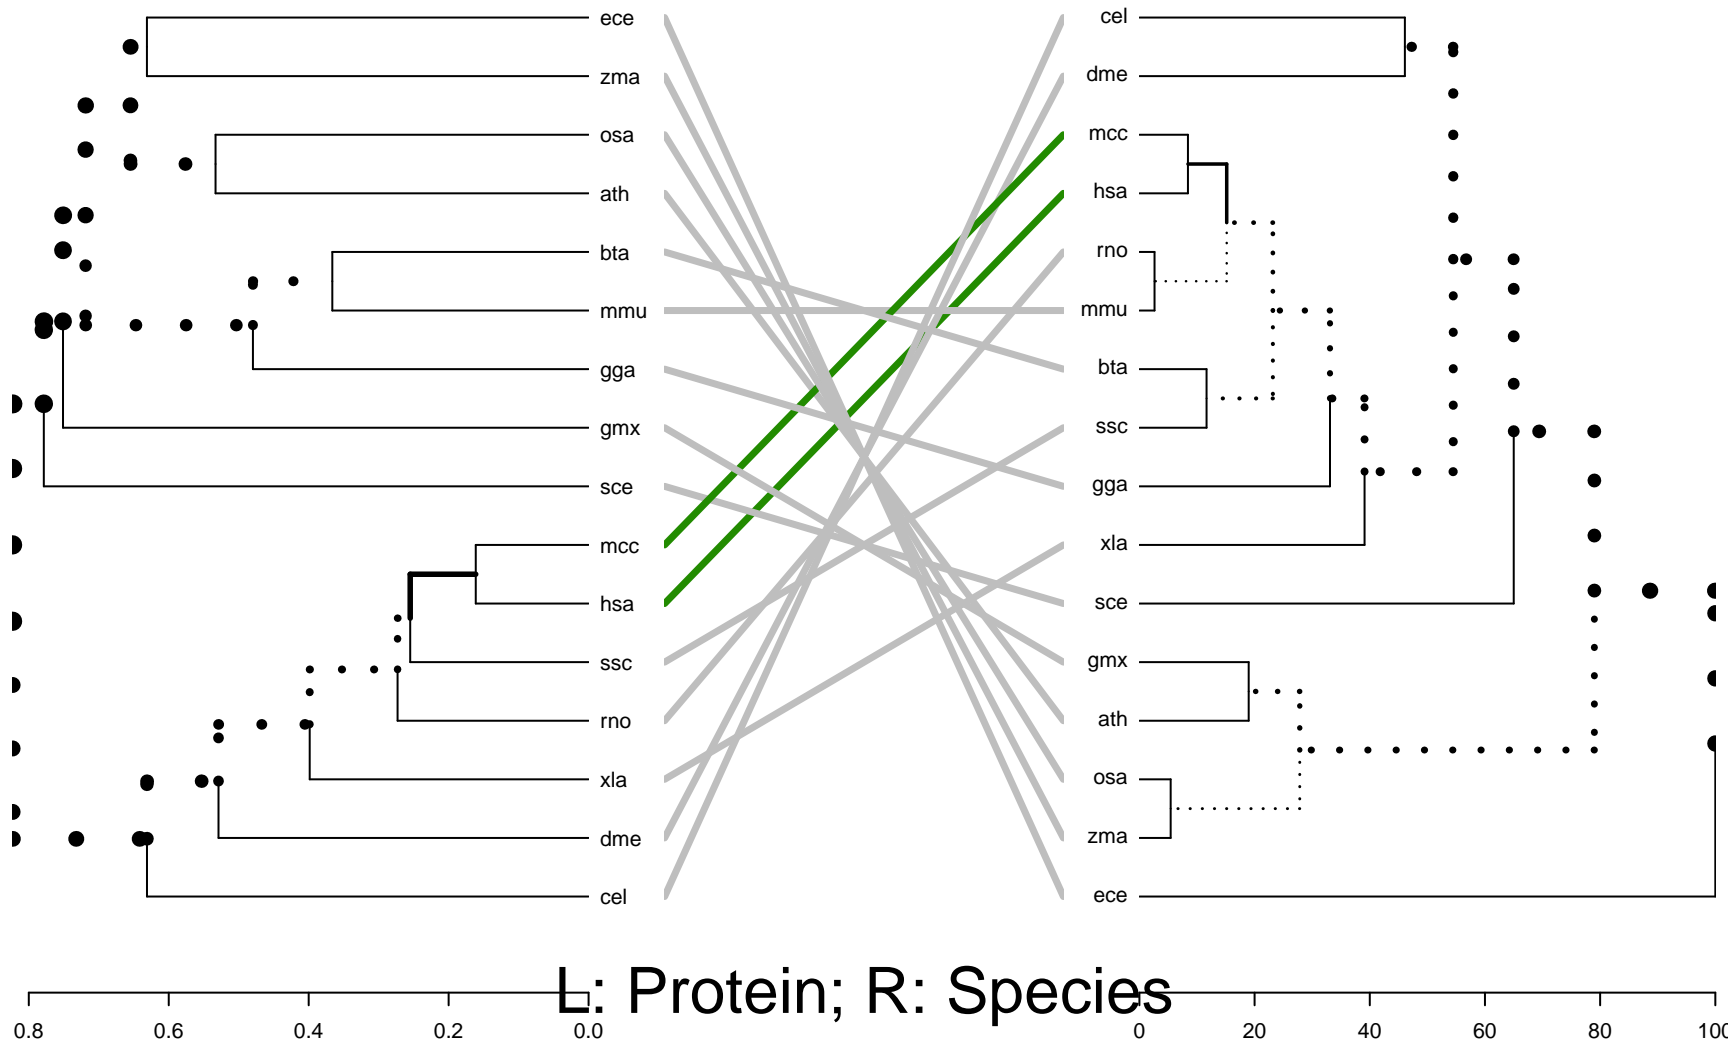 ece cel
zma dme
osa mcc
ath hsa
bta rno
mmu mmu
gga bta
gmx ssc
sce gga
mcc xla
hsa sce
ssc gmx
rno ath
xla osa
dme zma
cel ece
L: Protein; R: Species
0.8 0.6 0.4 0.2 0.0 0 20 40 60 80 100